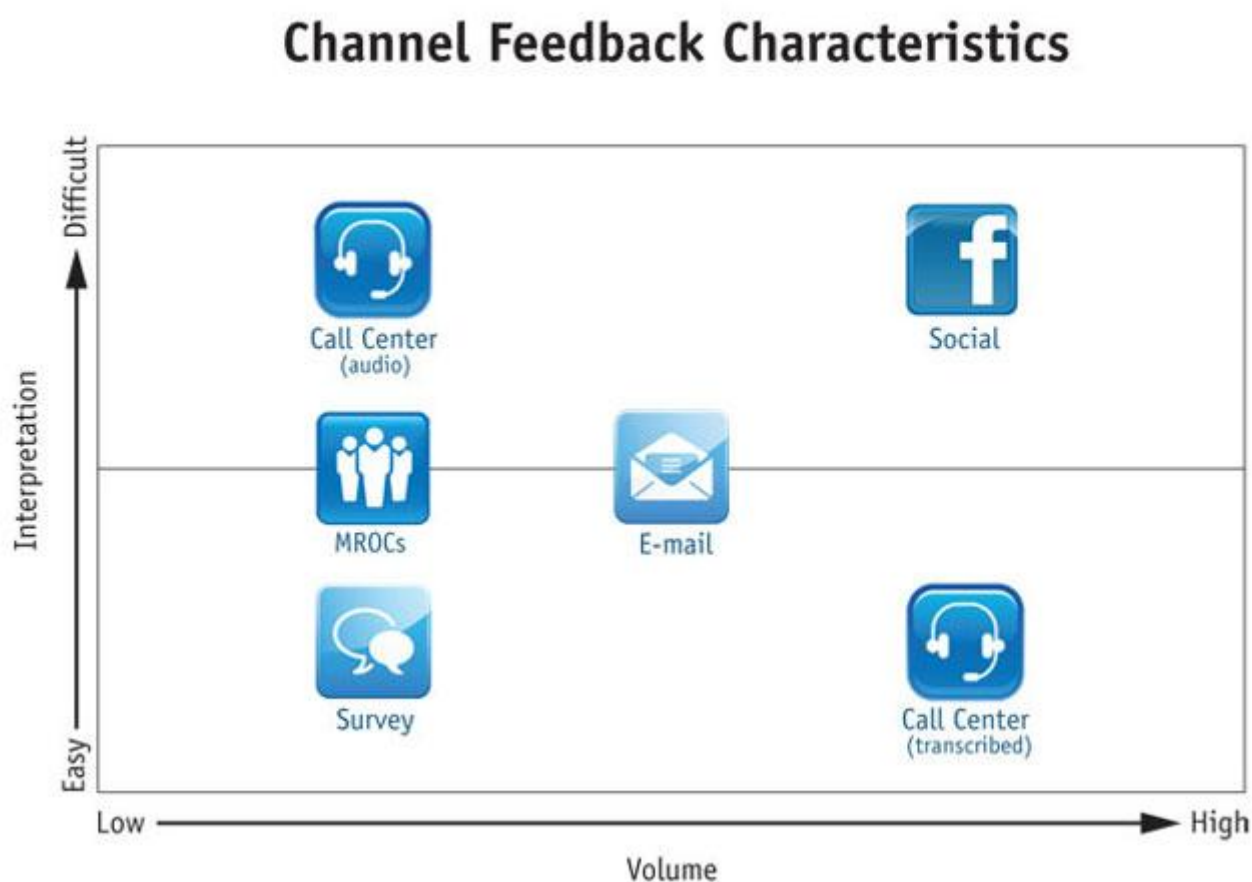 Channel Feedback Characteristics
Difficult
Interpretation
Easy
Call Center
(audio)
f
Social
MROCs
E-mail
Survey
Call Center
(transcribed)
Low
High
Volume